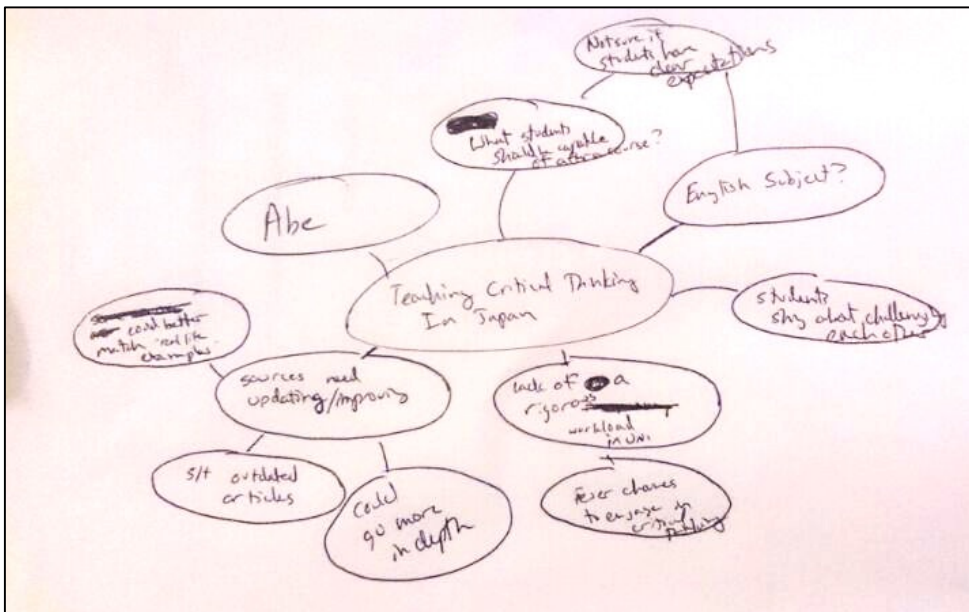 Not sure if
students have
clear
expectations
What students
should be capable
of after a course?
English Subject?
Abe
Teaching Critical Thinking
In Japan
students
shy about challenging
each other
could better
match real life
examples
sources need
updating/improving
lack of a
rigorous
workload
in uni
s/t outdated
articles
could
go more
in depth
Fewer chances
to engage in
critical
thinking